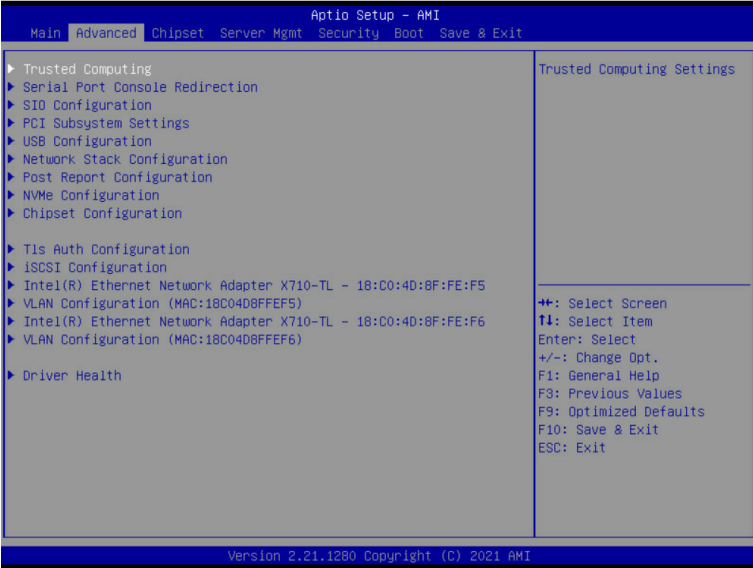 Aptio Setup – AMI
Main Advanced Chipset Server Mgmt Security Boot Save & Exit
Trusted Computing
Serial Port Console Redirection
SIO Configuration
PCI Subsystem Settings
USB Configuration
Network Stack Configuration
Post Report Configuration
NVMe Configuration
Chipset Configuration
Tls Auth Configuration
iSCSI Configuration
Intel(R) Ethernet Network Adapter X710-TL – 18:C0:4D:8F:FE:F5
VLAN Configuration (MAC:18C04D8FFEF5)
Intel(R) Ethernet Network Adapter X710-TL – 18:C0:4D:8F:FE:F6
VLAN Configuration (MAC:18C04D8FFEF6)
Driver Health
Trusted Computing Settings
→←: Select Screen
↑↓: Select Item
Enter: Select
+/-: Change Opt.
F1: General Help
F3: Previous Values
F9: Optimized Defaults
F10: Save & Exit
ESC: Exit
Version 2.21.1280 Copyright (C) 2021 AMI